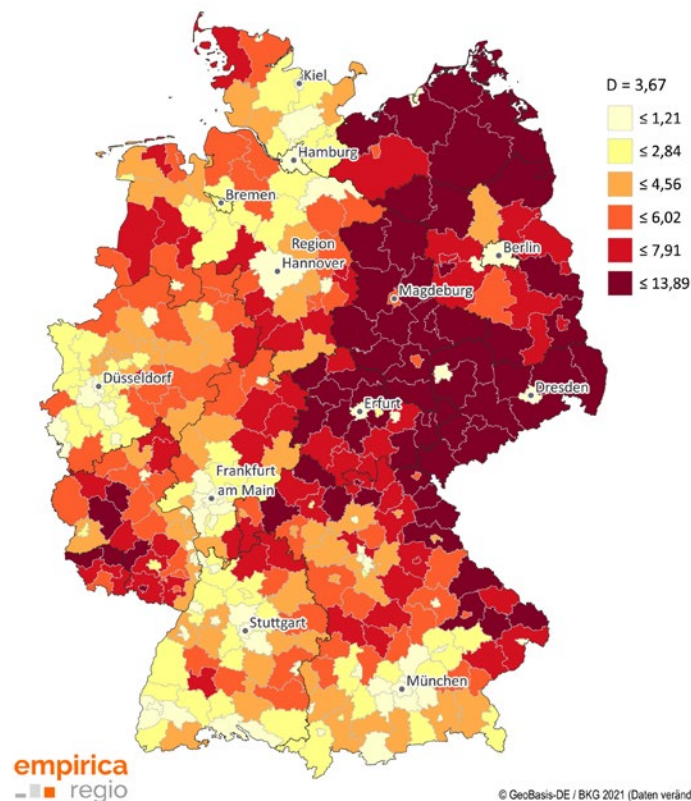 Kiel
Hamburg
Bremen
Region
Hannover
Berlin
Magdeburg
Düsseldorf
Erfurt
Dresden
Frankfurt
am Main
Stuttgart
München
D = 3,67
≤ 1,21
≤ 2,84
≤ 4,56
≤ 6,02
≤ 7,91
≤ 13,89
empirica
regio
© GeoBasis-DE / BKG 2021 (Daten veränd